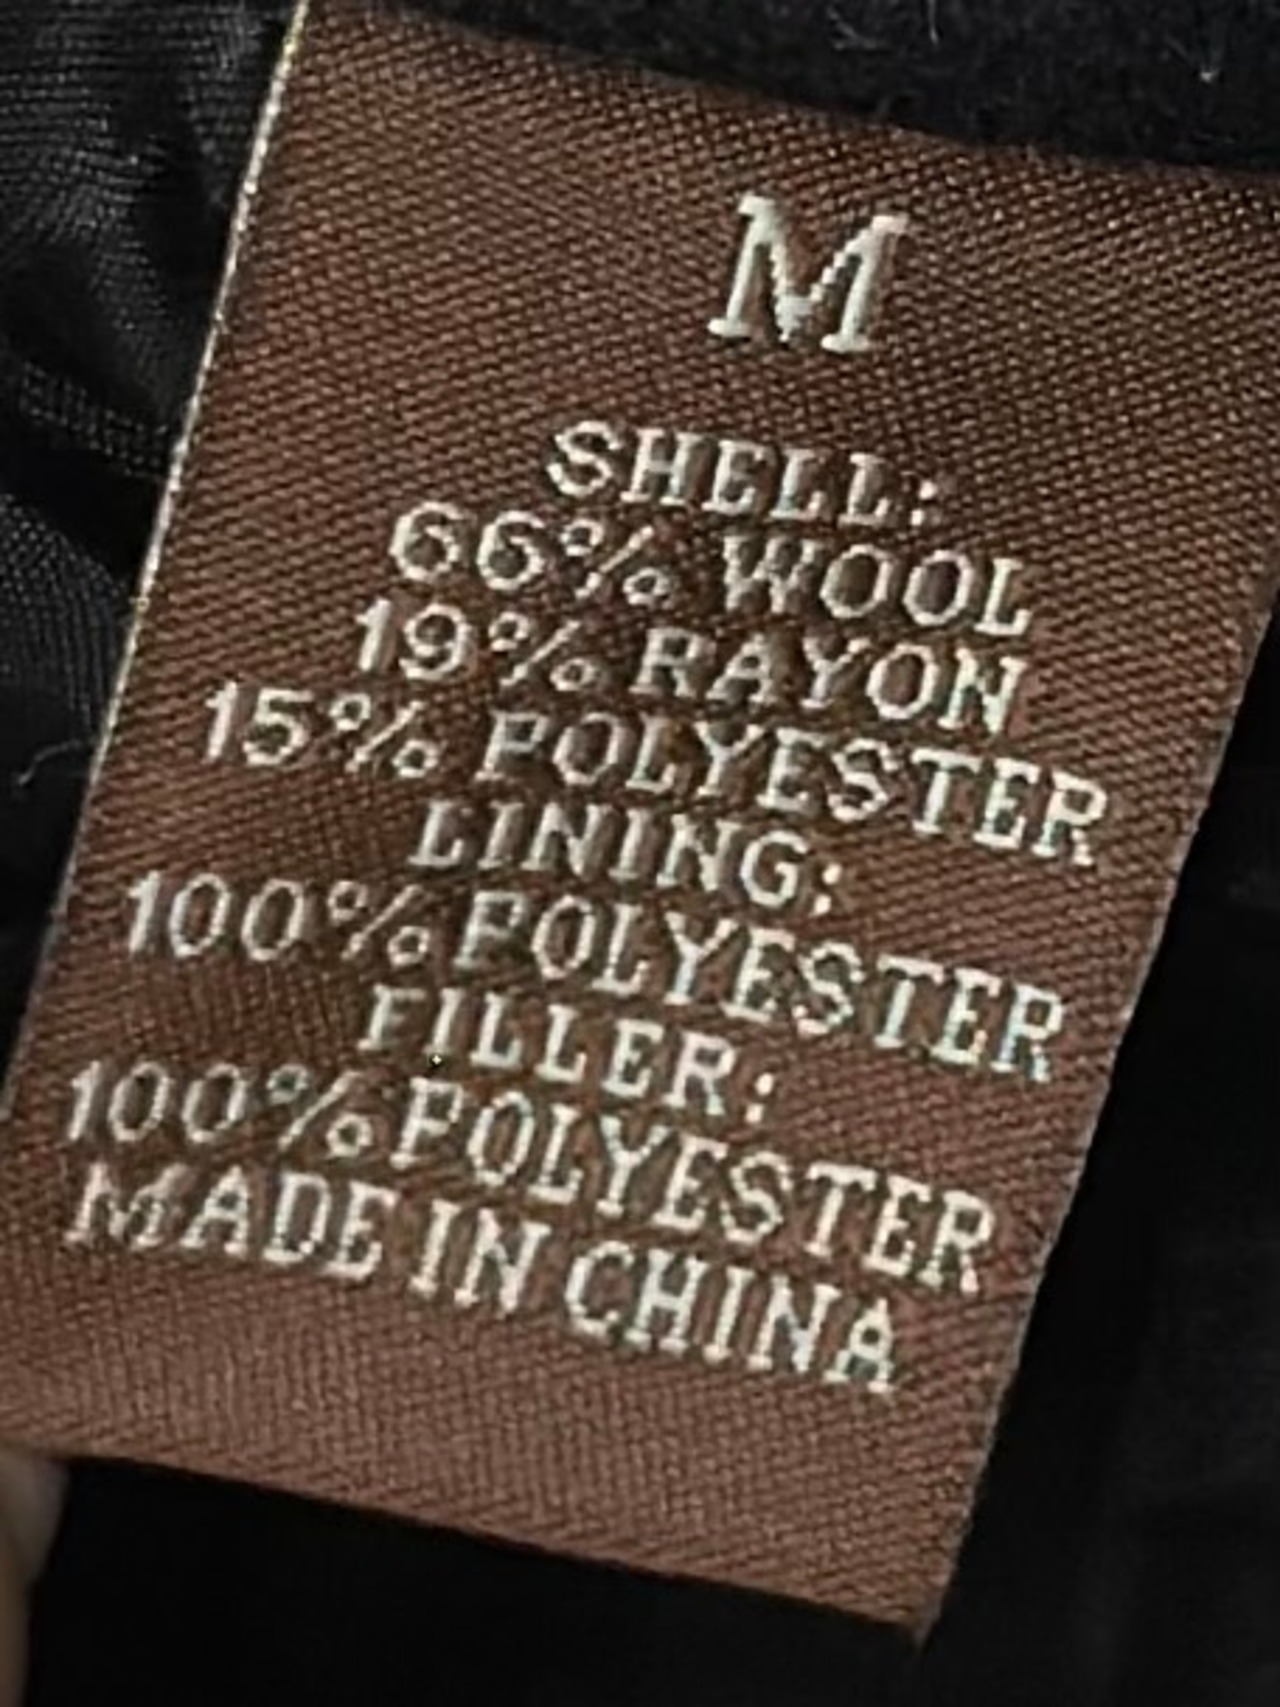 M
SHELL:
66% WOOL
19% RAYON
15% POLYESTER
LINING:
100% POLYESTER
FILLER:
100% POLYESTER
MADE IN CHINA